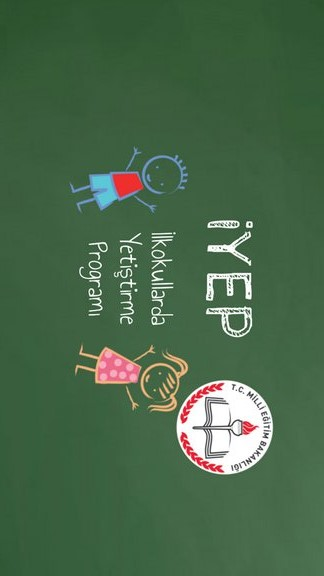 İYEP
İlkokullarda
Yetiştirme
Programı
T.C. MİLLİ EĞİTİM BAKANLIĞI